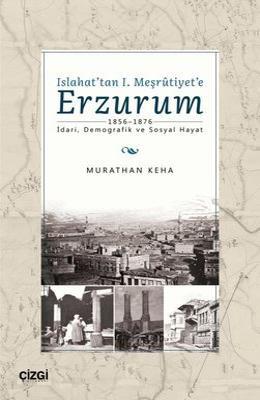 Islahat'tan I. Meşrûtiyet'e
Erzurum
1856-1876
İdari, Demografik ve Sosyal Hayat
MURATHAN KEHA
çizgi